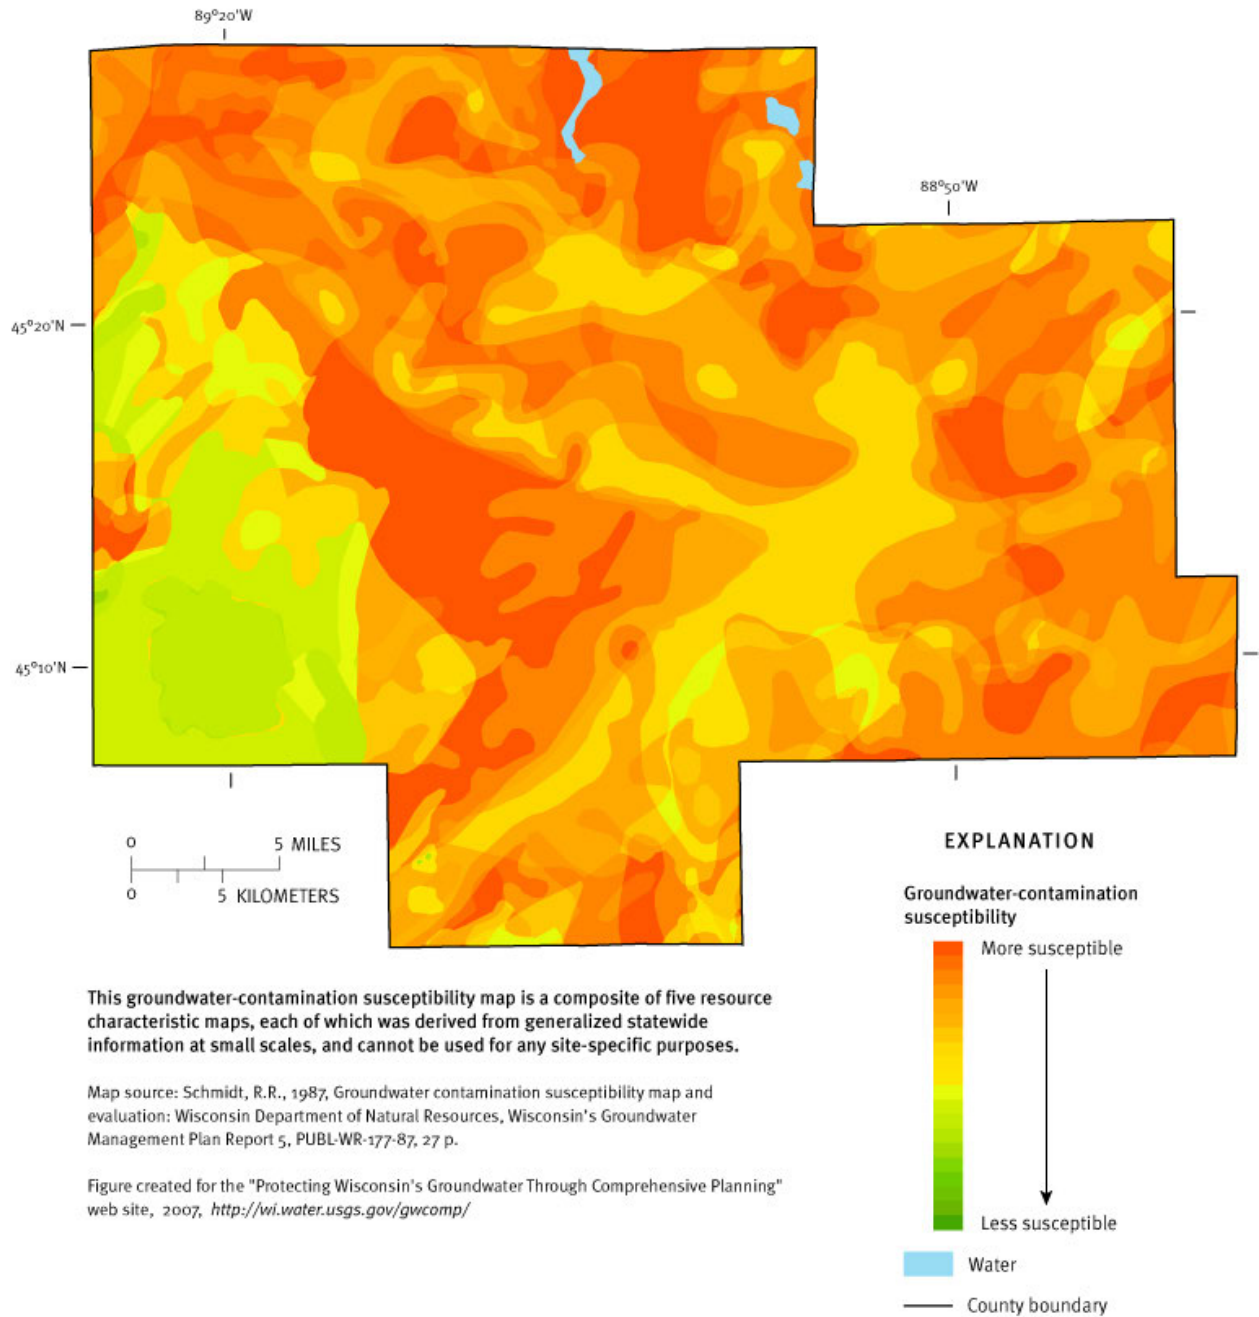 89°20'W
88°50'W
45°20'N
45°10'N
0 5 MILES
0 5 KILOMETERS
This groundwater-contamination susceptibility map is a composite of five resource
characteristic maps, each of which was derived from generalized statewide
information at small scales, and cannot be used for any site-specific purposes.
Map source: Schmidt, R.R., 1987, Groundwater contamination susceptibility map and
evaluation: Wisconsin Department of Natural Resources, Wisconsin's Groundwater
Management Plan Report 5, PUBL-WR-177-87, 27 p.
Figure created for the "Protecting Wisconsin's Groundwater Through Comprehensive Planning"
web site, 2007, http://wi.water.usgs.gov/gwcomp/
EXPLANATION
Groundwater-contamination
susceptibility
More susceptible
Less susceptible
Water
County boundary